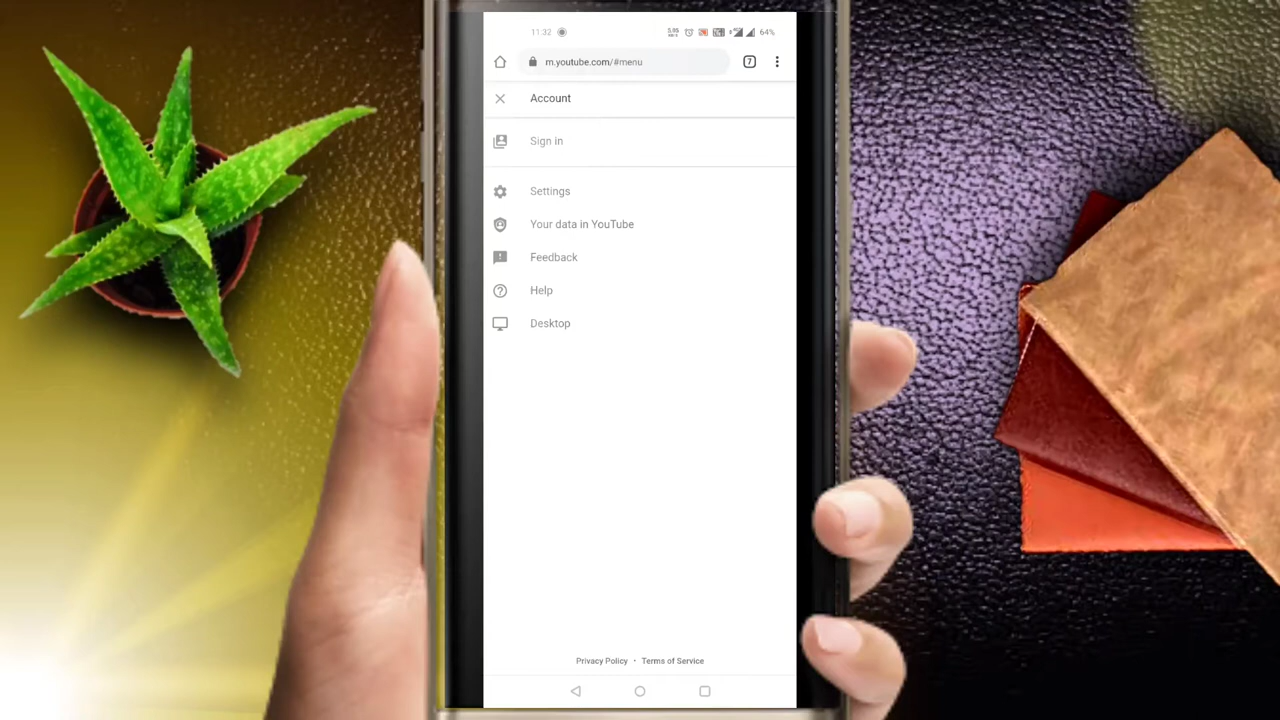 11:32
64%
m.youtube.com/#menu
7
Account
Sign in
Settings
Your data in YouTube
Feedback
Help
Desktop
Privacy Policy • Terms of Service